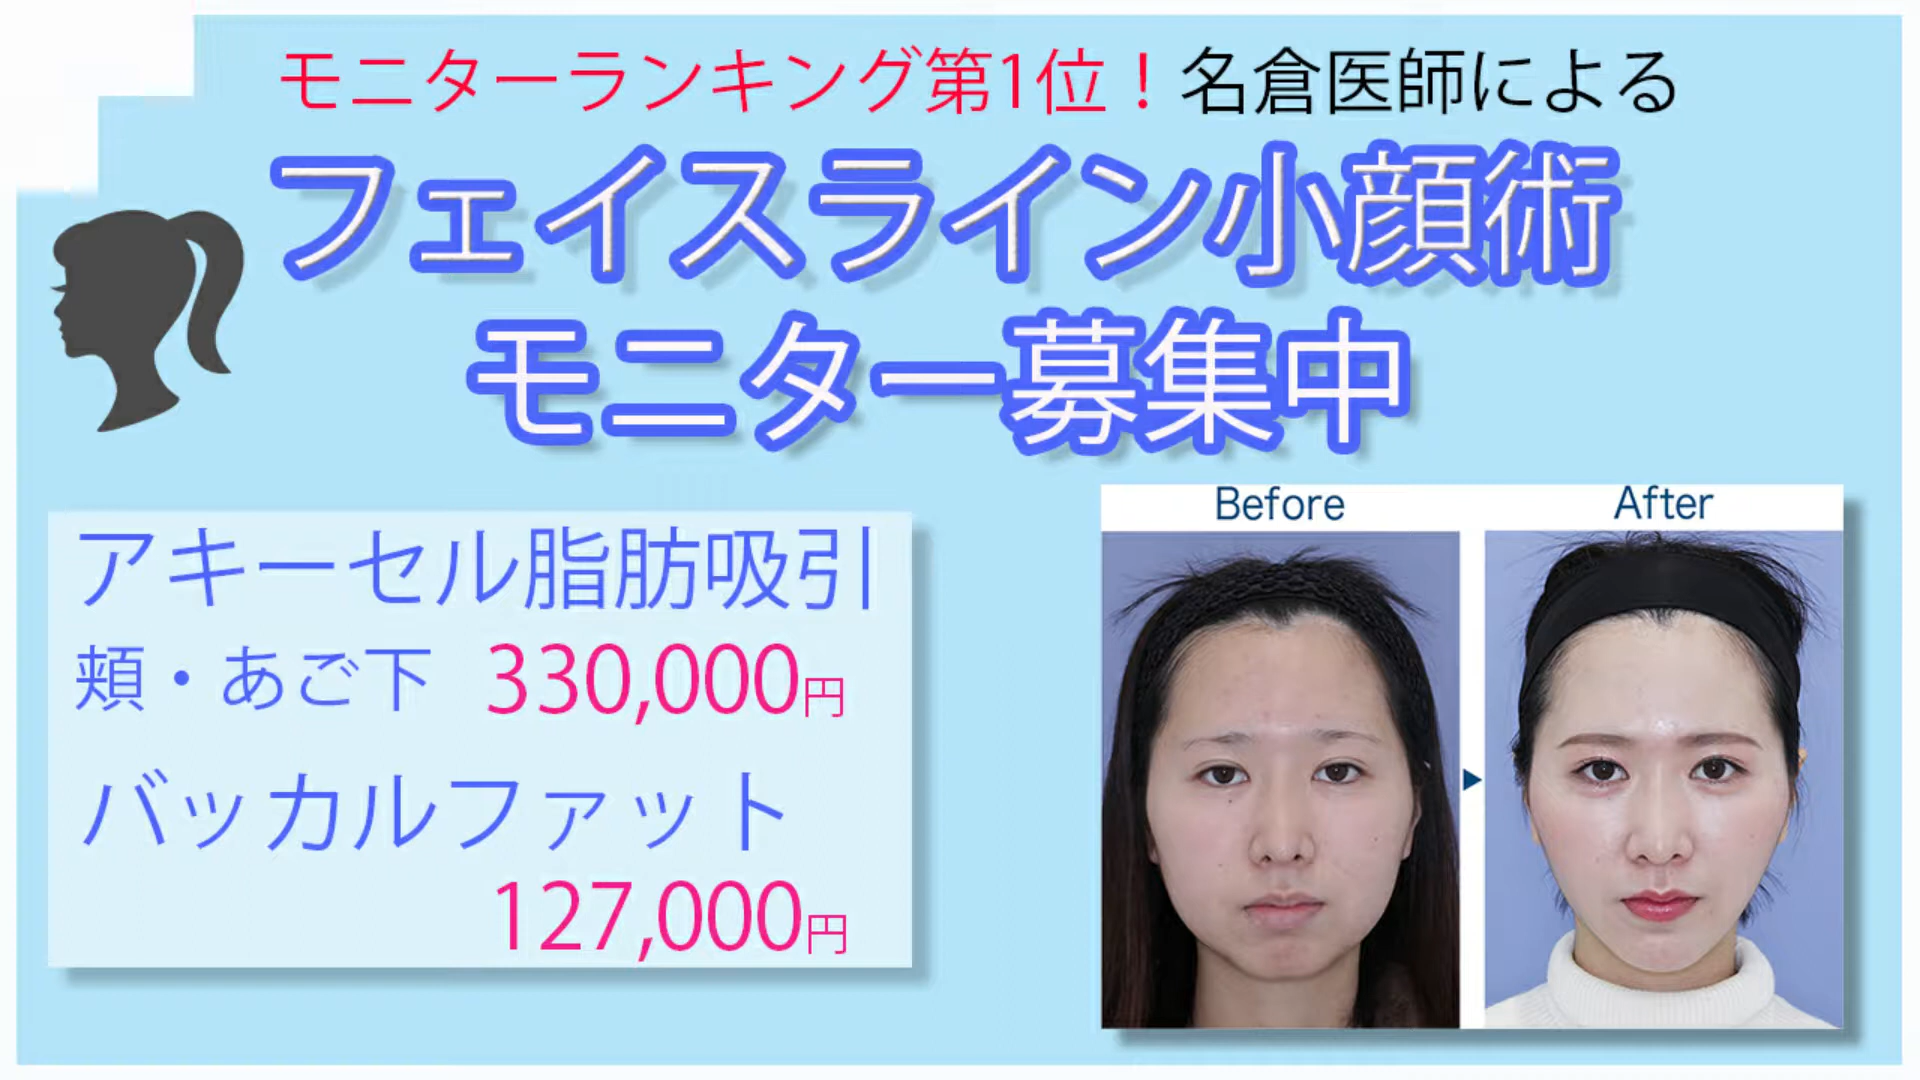 モニターランキング第1位！名倉医師による
フェイスライン小顔術
モニター募集中
アキーセル脂肪吸引
頬・あご下 330,000円
バッカルファット
127,000円
Before
After